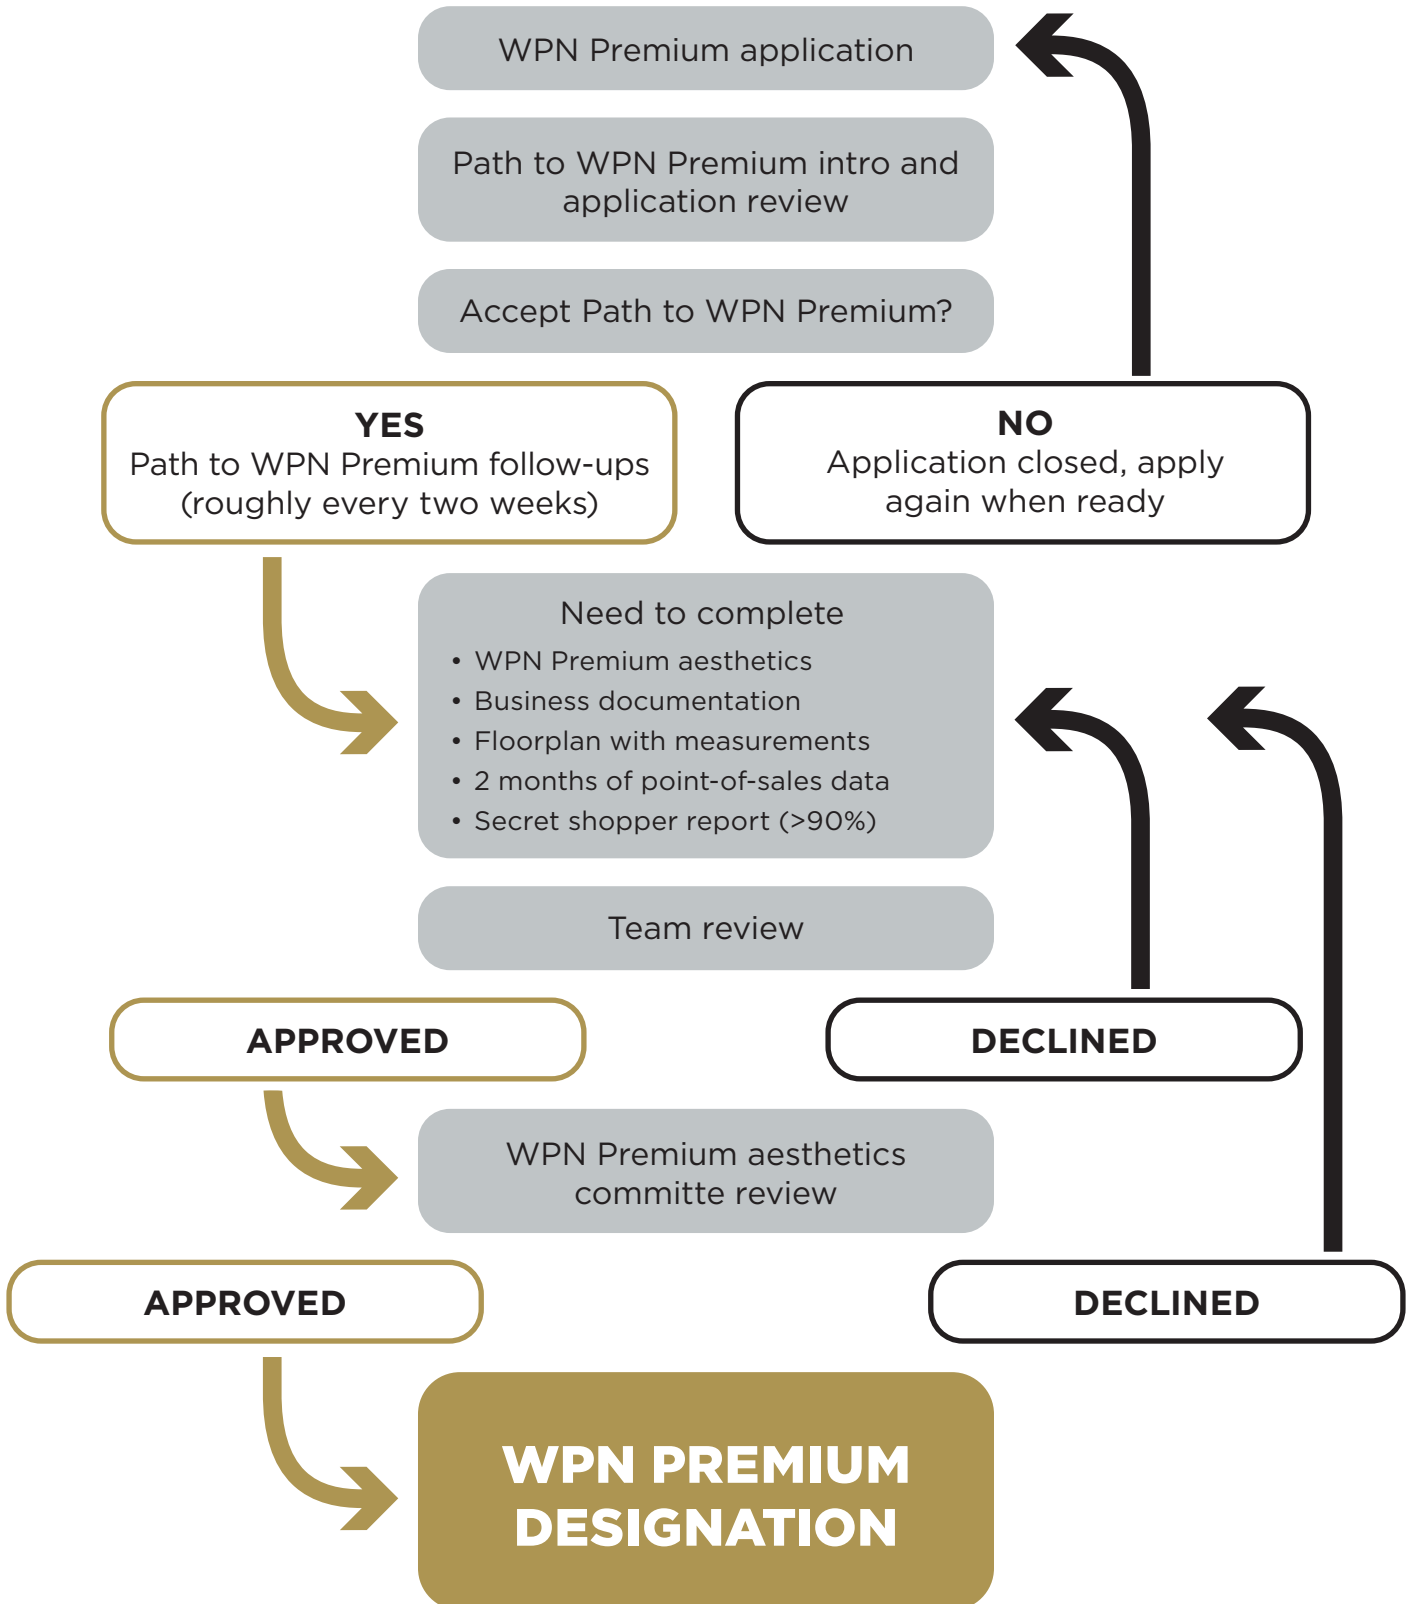 WPN Premium application
Path to WPN Premium intro and
application review
Accept Path to WPN Premium?
YES
Path to WPN Premium follow-ups
(roughly every two weeks)
NO
Application closed, apply
again when ready
Need to complete
• WPN Premium aesthetics
• Business documentation
• Floorplan with measurements
• 2 months of point-of-sales data
• Secret shopper report (>90%)
Team review
APPROVED
DECLINED
WPN Premium aesthetics
committe review
APPROVED
DECLINED
WPN PREMIUM
DESIGNATION